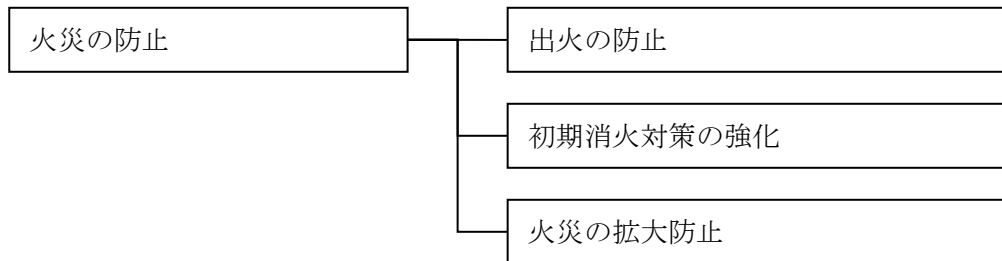 火災の防止
出火の防止
初期消火対策の強化
火災の拡大防止